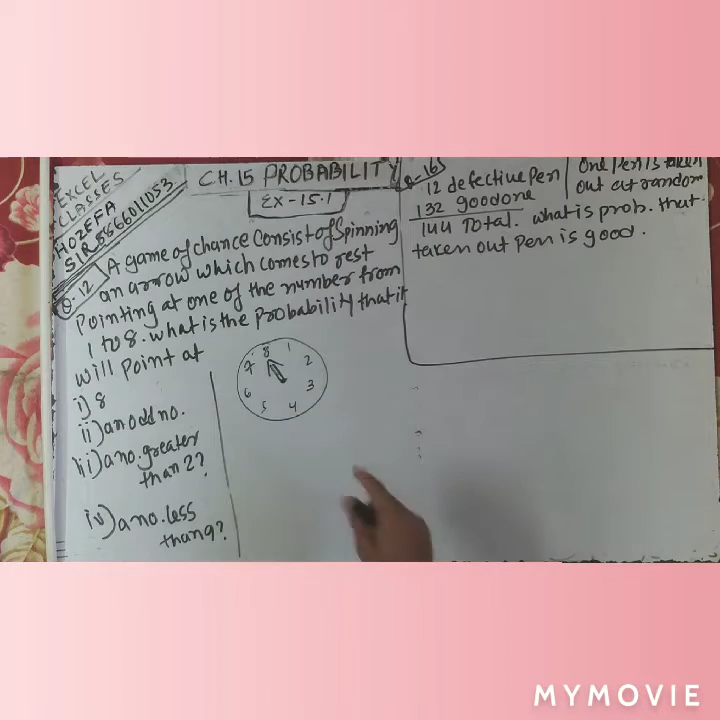 EXCEL
CLASSES
HOZEFA
SIR 8866011053
CH.15 PROBABILITY
EX-15.1
Q.12 A game of chance consist of spinning
an arrow which comes to rest
Pointing at one of the number from
1 to 8. what is the probability that it
will point at
i) 8
ii) an odd no.
iii) a no. greater
than 2?
iv) a no. less
than 9?
8 1 2 3 4 5 6 7
Q-16)
12 defective pen
132 good one
144 Total.
One Pen is taken
out at random
what is prob. that
taken out Pen is good.
MYMOVIE